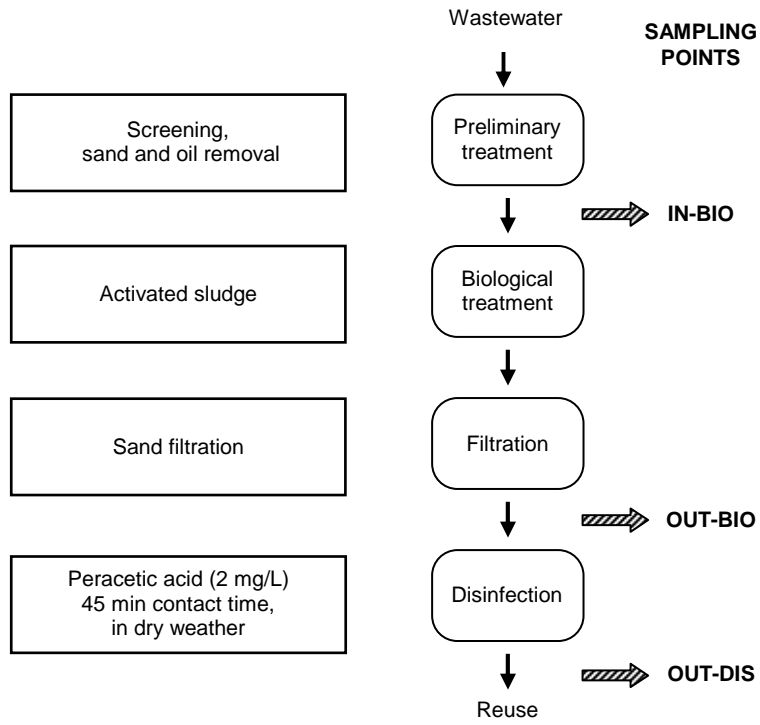 Wastewater
SAMPLING
POINTS
Screening,
sand and oil removal
Preliminary
treatment
IN-BIO
Activated sludge
Biological
treatment
Sand filtration
Filtration
OUT-BIO
Peracetic acid (2 mg/L)
45 min contact time,
in dry weather
Disinfection
OUT-DIS
Reuse